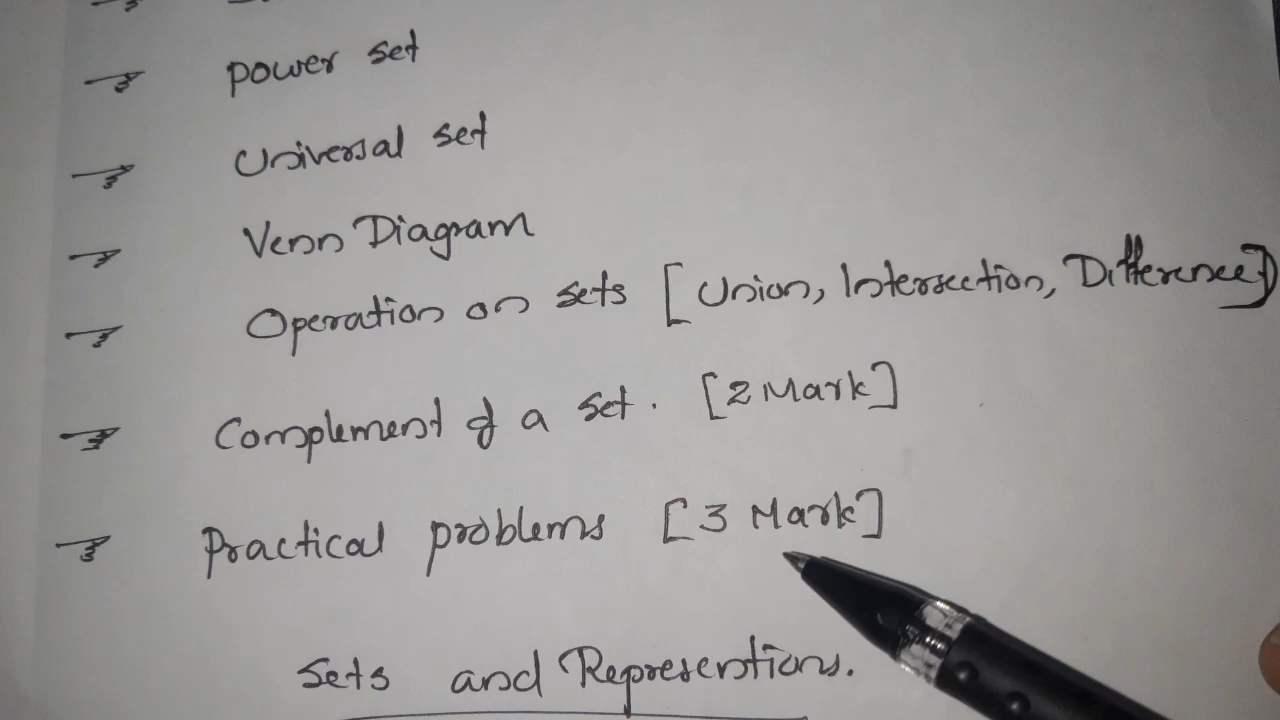 Power set
Universal set
Venn Diagram
Operation on sets [Union, Intersection, Difference]
Complement of a set. [2 Mark]
Practical problems [3 Mark]
Sets and Representions.